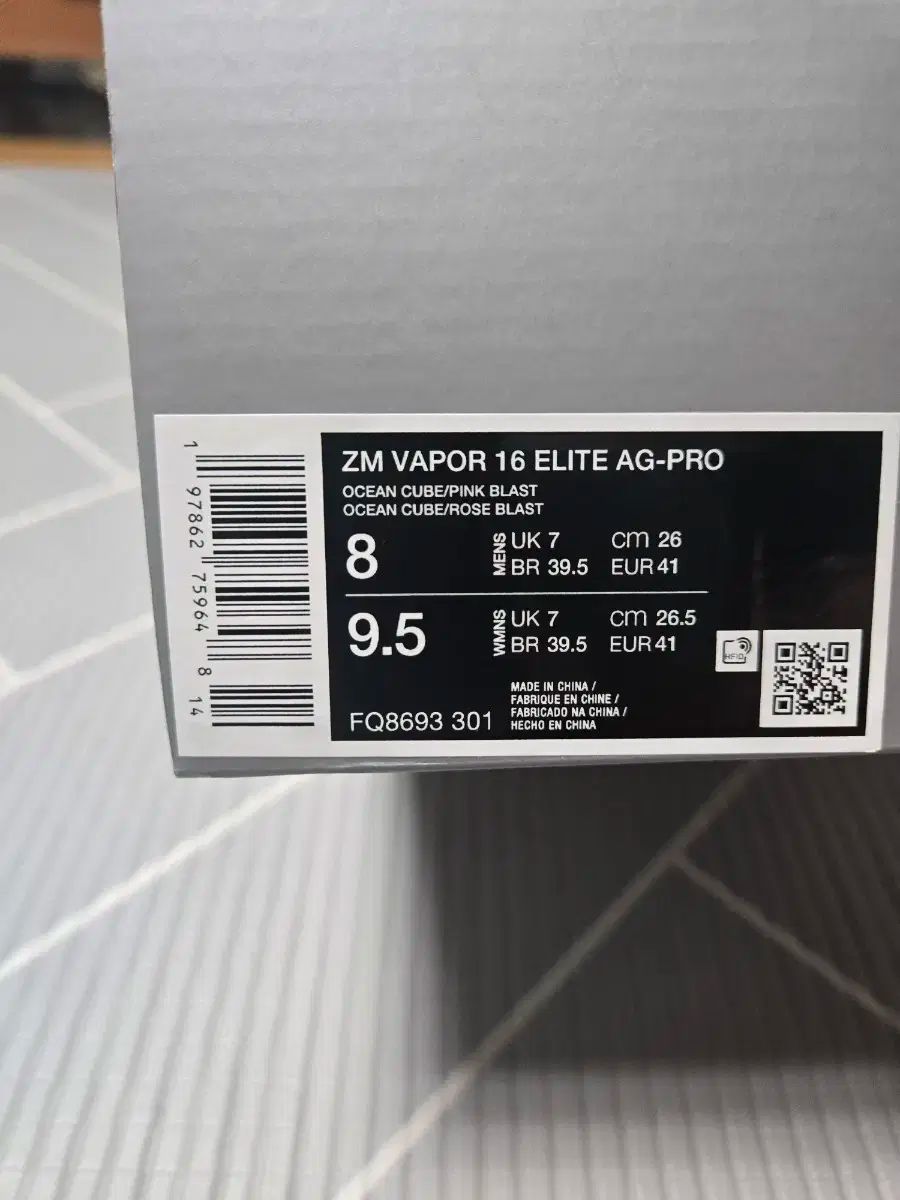 ZM VAPOR 16 ELITE AG-PRO
OCEAN CUBE/PINK BLAST
OCEAN CUBE/ROSE BLAST
8 MENS UK 7 cm 26
BR 39.5 EUR 41
9.5 WMNS UK 7 cm 26.5
BR 39.5 EUR 41
RFID
FQ8693 301
MADE IN CHINA /
FABRIQUE EN CHINE /
FABRICADO NA CHINA /
HECHO EN CHINA
1 97862 75964 8 14